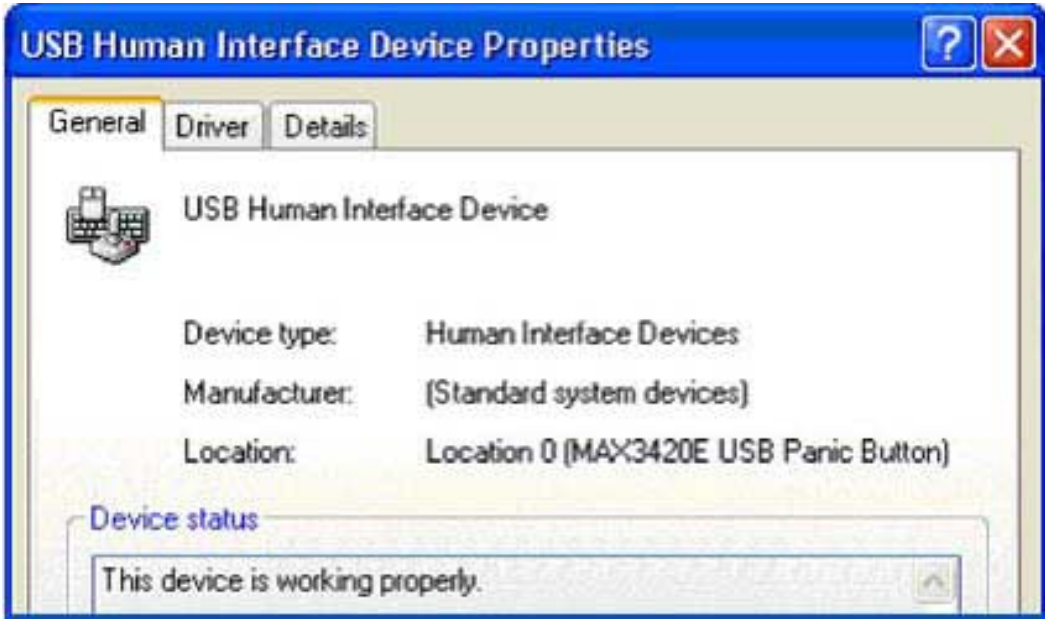 USB Human Interface Device Properties
General Driver Details
USB Human Interface Device
Device type: Human Interface Devices
Manufacturer: (Standard system devices)
Location: Location 0 (MAX3420E USB Panic Button)
Device status
This device is working properly.